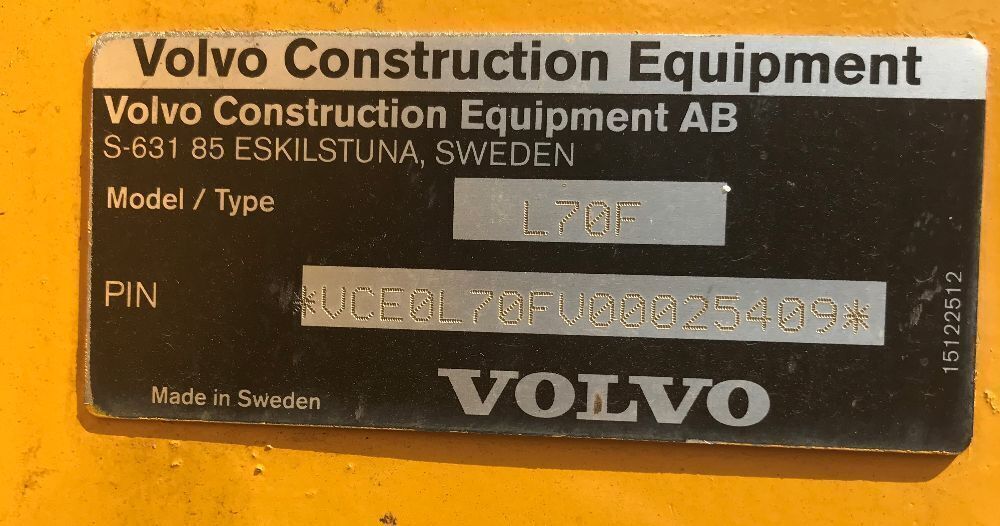 Volvo Construction Equipment
Volvo Construction Equipment AB
S-631 85 ESKILSTUNA, SWEDEN
Model / Type L70F
PIN *VCE0L70FV00025409*
Made in Sweden VOLVO
15122512